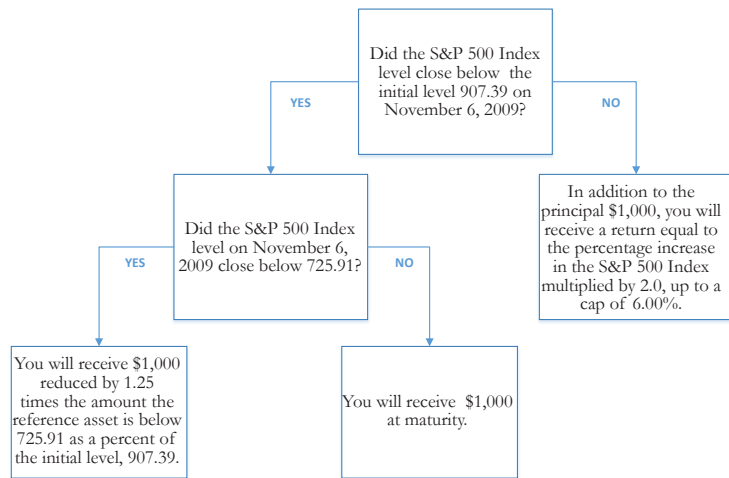 Did the S&P 500 Index
level close below the
initial level 907.39 on
November 6, 2009?
YES
NO
Did the S&P 500 Index
level on November 6,
2009 close below 725.91?
In addition to the
principal $1,000, you will
receive a return equal to
the percentage increase
in the S&P 500 Index
multiplied by 2.0, up to a
cap of 6.00%.
YES
NO
You will receive $1,000
reduced by 1.25
times the amount the
reference asset is below
725.91 as a percent of
the initial level, 907.39.
You will receive $1,000
at maturity.